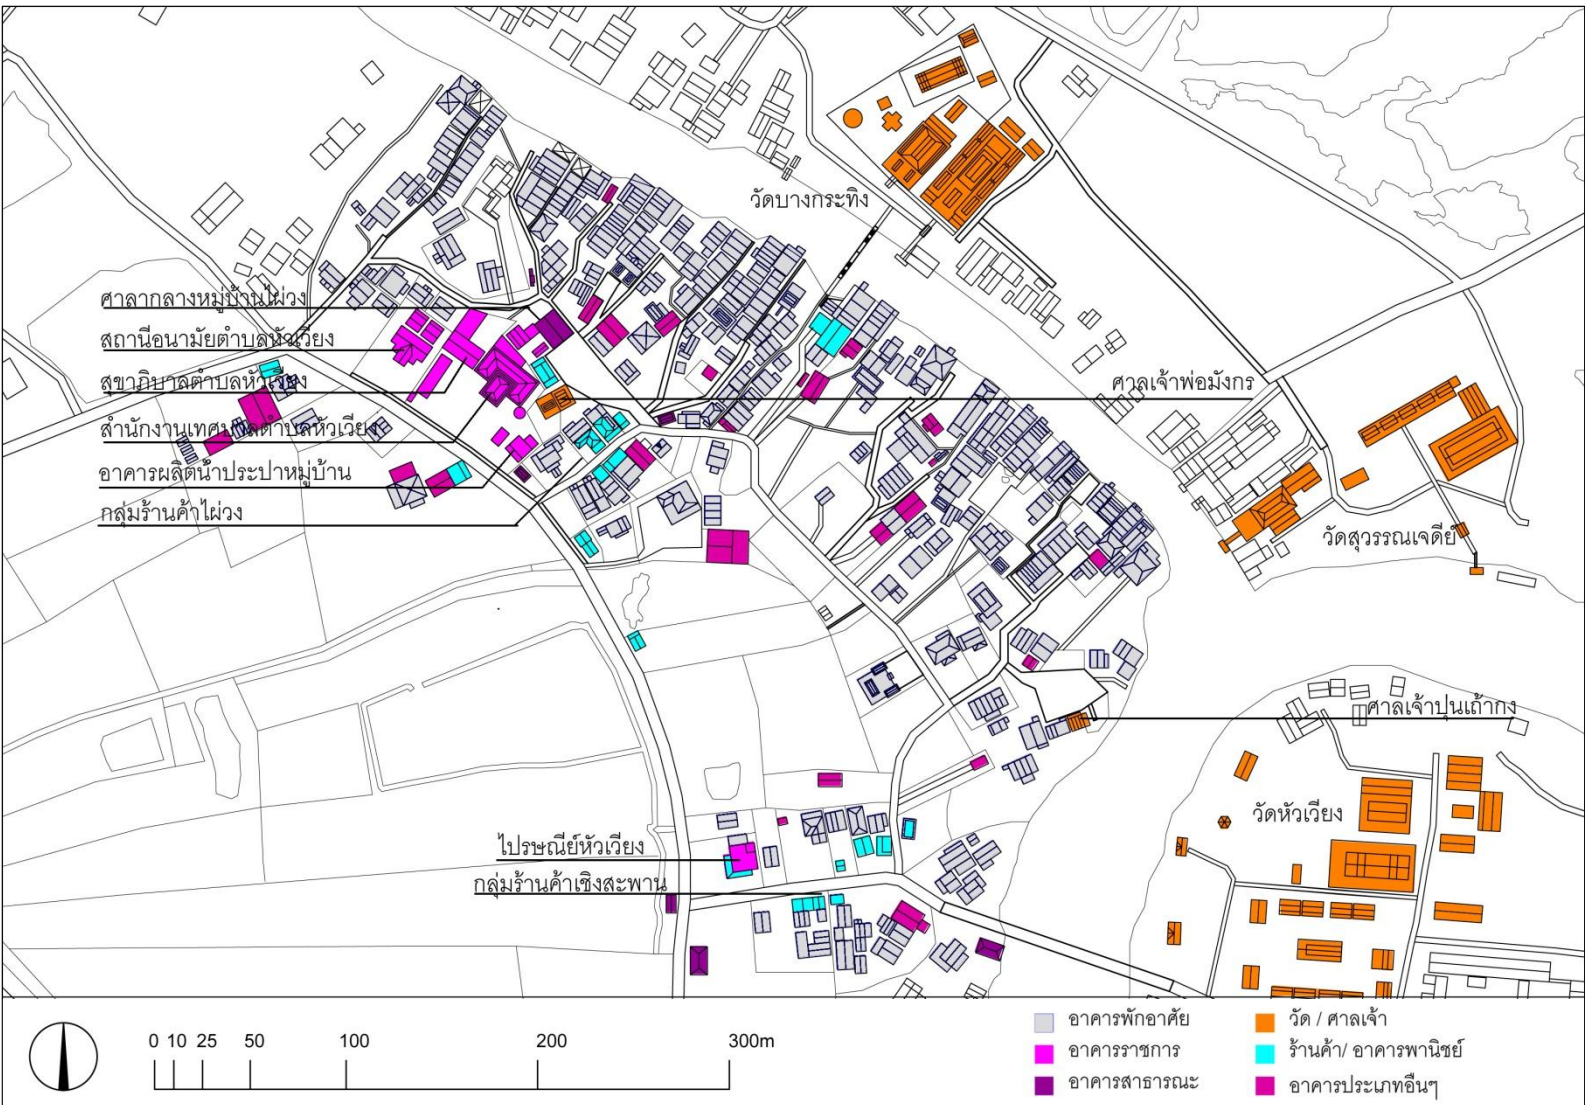 วัดบางกระทิง
ศาลากลางหมู่บ้านไผ่วง
สถานีอนามัยตำบลหัวเวียง
สุขาภิบาลตำบลหัวเวียง
ศาลเจ้าพ่อมังกร
สำนักงานเทศบาลตำบลหัวเวียง
อาคารผลิตน้ำประปาหมู่บ้าน
กลุ่มร้านค้าไผ่วง
วัดสุวรรณเจดีย์
ศาลเจ้าปุนเถ้ากง
วัดหัวเวียง
ไปรษณีย์หัวเวียง
กลุ่มร้านค้าเชิงสะพาน
0 10 25 50 100 200 300m
อาคารพักอาศัย
อาคารราชการ
อาคารสาธารณะ
วัด / ศาลเจ้า
ร้านค้า/ อาคารพานิชย์
อาคารประเภทอื่นๆ